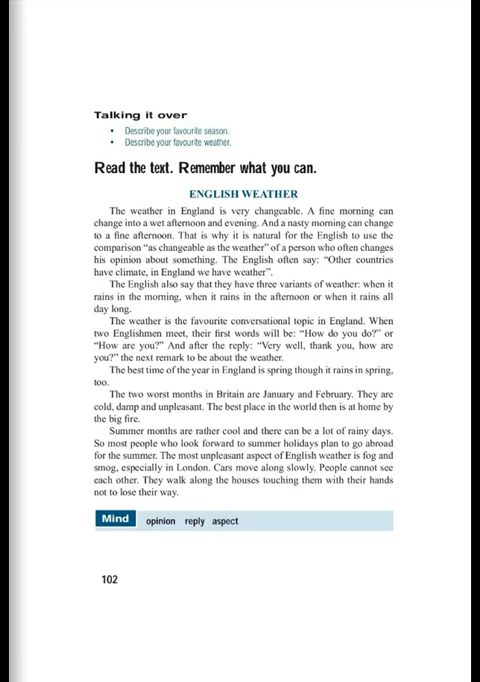 Talking it over
• Describe your favourite season.
• Describe your favourite weather.
Read the text. Remember what you can.
ENGLISH WEATHER
The weather in England is very changeable. A fine morning can
change into a wet afternoon and evening. And a nasty morning can change
to a fine afternoon. That is why it is natural for the English to use the
comparison “as changeable as the weather” of a person who often changes
his opinion about something. The English often say: “Other countries
have climate, in England we have weather”.
The English also say that they have three variants of weather: when it
rains in the morning, when it rains in the afternoon or when it rains all
day long.
The weather is the favourite conversational topic in England. When
two Englishmen meet, their first words will be: “How do you do?” or
“How are you?” And after the reply: “Very well, thank you, how are
you?” the next remark to be about the weather.
The best time of the year in England is spring though it rains in spring,
too.
The two worst months in Britain are January and February. They are
cold, damp and unpleasant. The best place in the world then is at home by
the big fire.
Summer months are rather cool and there can be a lot of rainy days.
So most people who look forward to summer holidays plan to go abroad
for the summer. The most unpleasant aspect of English weather is fog and
smog, especially in London. Cars move along slowly. People cannot see
each other. They walk along the houses touching them with their hands
not to lose their way.
Mind opinion reply aspect
102